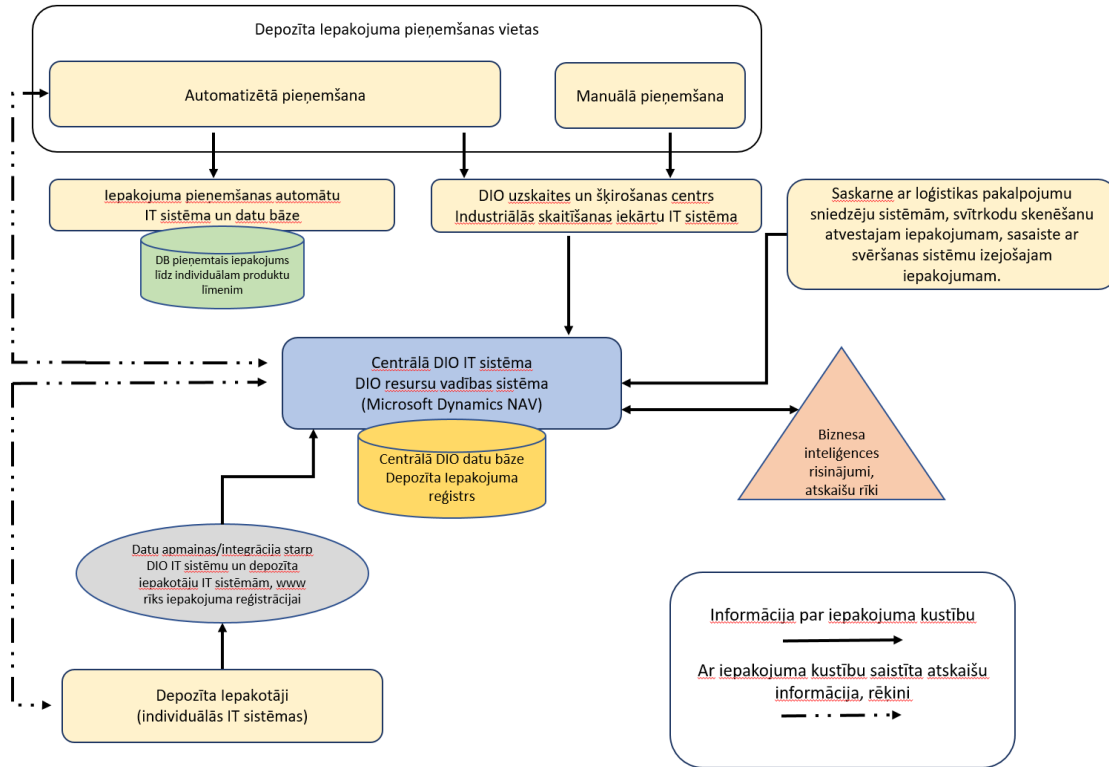 Depozīta Iepakojuma pieņemšanas vietas
Automatizētā pieņemšana
Manuālā pieņemšana
Iepakojuma pieņemšanas automātu
IT sistēma un datu bāze
DB pieņemtais iepakojums
līdz individuālam produktu
līmenim
DIO uzskaites un šķirošanas centrs
Industriālās skaitīšanas iekārtu IT sistēma
Saskarne ar loģistikas pakalpojumu
sniedzēju sistēmām, svītrkodu skenēšanu
atvestajam iepakojumam, sasaiste ar
svēršanas sistēmu izejošajam
iepakojumam.
Centrālā DIO IT sistēma
DIO resursu vadības sistēma
(Microsoft Dynamics NAV)
Centrālā DIO datu bāze
Depozīta Iepakojuma
reģistrs
Biznesa
inteliģences
risinājumi,
atskaišu rīki
Datu apmaiņas/integrācija starp
DIO IT sistēmu un depozīta
iepakotāju IT sistēmām, www
rīks iepakojuma reģistrācijai
Depozīta Iepakotāji
(individuālās IT sistēmas)
Informācija par iepakojuma kustību
Ar iepakojuma kustību saistīta atskaišu
informācija, rēķini